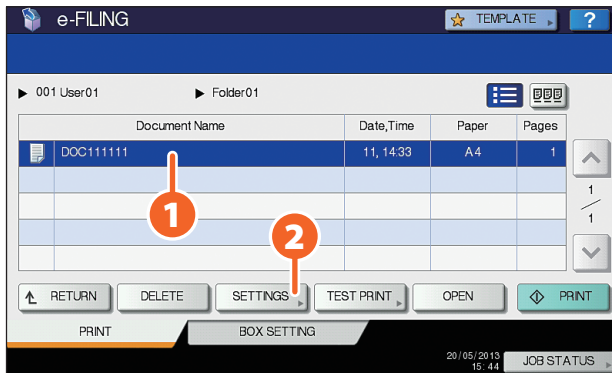 e-FILING
TEMPLATE
?
001 User01
Folder01
Document Name Date,Time Paper Pages
DOC111111 11, 14:33 A4 1
1
1
1
2
RETURN DELETE SETTINGS TEST PRINT OPEN PRINT
PRINT BOX SETTING
20/05/2013
15:44
JOB STATUS